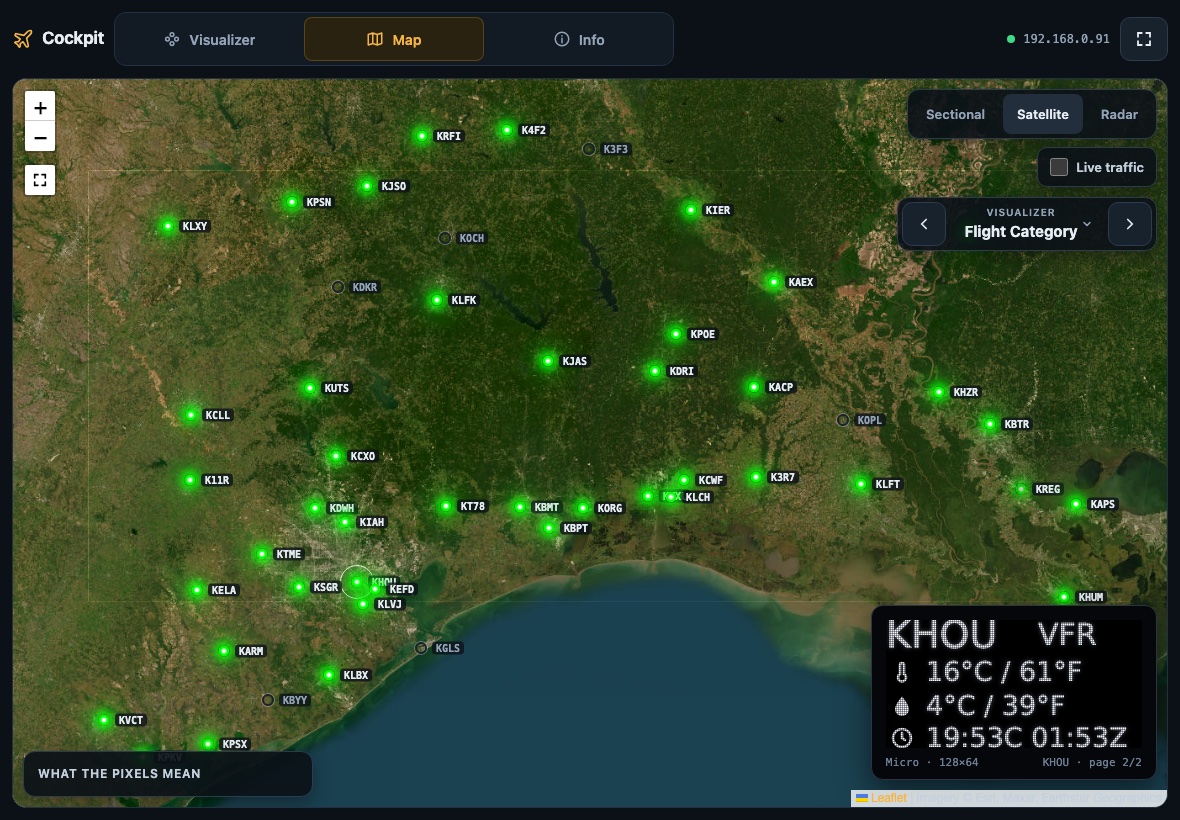 Cockpit
Visualizer
Map
Info
192.168.0.91
+
−
Sectional
Satellite
Radar
Live traffic
VISUALIZER
Flight Category
KRFI
K4F2
K3F3
KJSO
KPSN
KIER
KLXY
KOCH
KAEX
KDKR
KLFK
KPOE
KJAS
KDRI
KUTS
KACP
KHZR
KCLL
KOPL
KBTR
KCXO
K11R
KCWF
K3R7
KLFT
KREG
KLCH
KAPS
KDWH
KT78
KBMT
KORG
KIAH
KBPT
KTME
KHOU
KSGR
KEFD
KELA
KLVJ
KHUM
KARM
KGLS
KLBX
KBYY
KVCT
KPSX
KPKV
WHAT THE PIXELS MEAN
KHOU VFR
16°C / 61°F
4°C / 39°F
19:53C 01:53Z
Micro · 128×64
KHOU · page 2/2
Leaflet